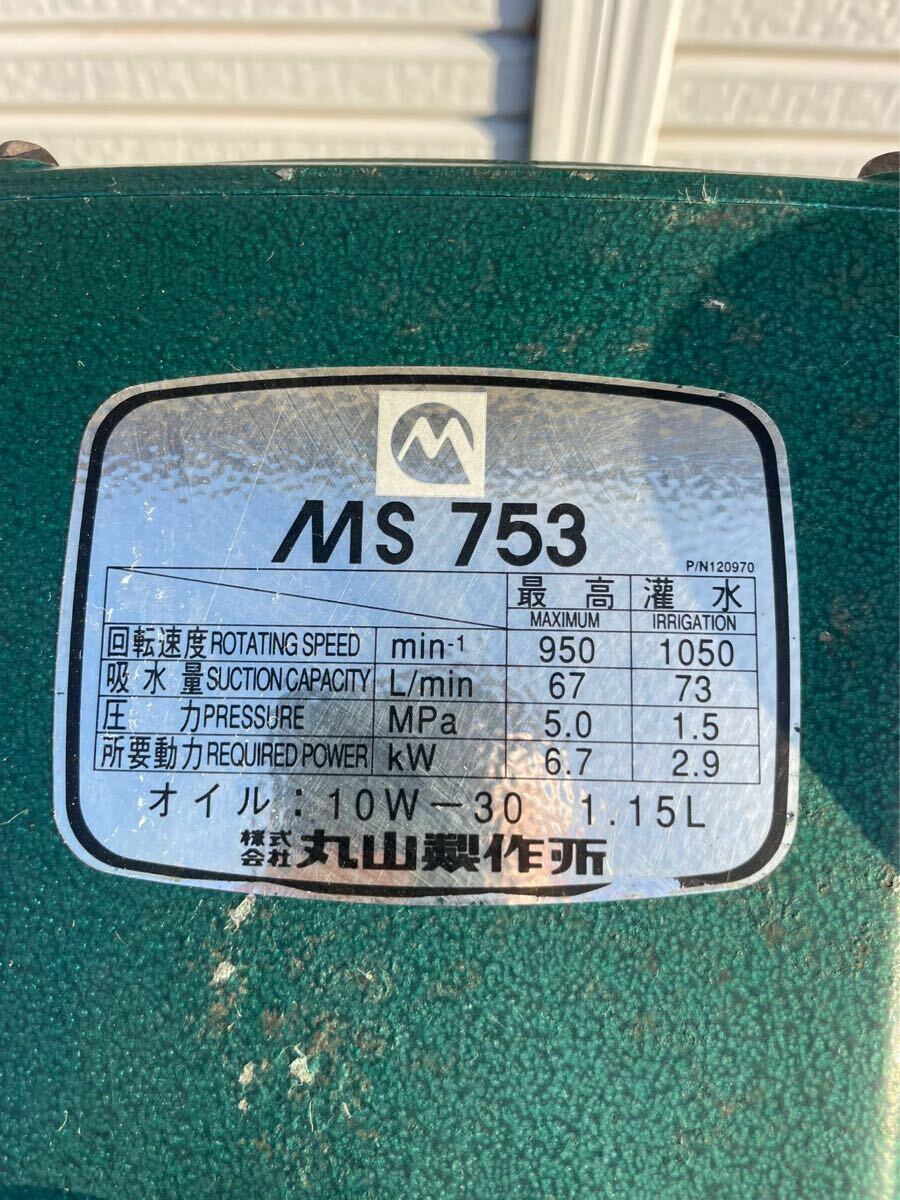 M
MS 753
P/N120970
最高 灌水
MAXIMUM IRRIGATION
回転速度 ROTATING SPEED min-1 950 1050
吸水量 SUCTION CAPACITY L/min 67 73
圧力 PRESSURE MPa 5.0 1.5
所要動力 REQUIRED POWER kW 6.7 2.9
オイル：10W－30 1.15L
株式会社 丸山製作所